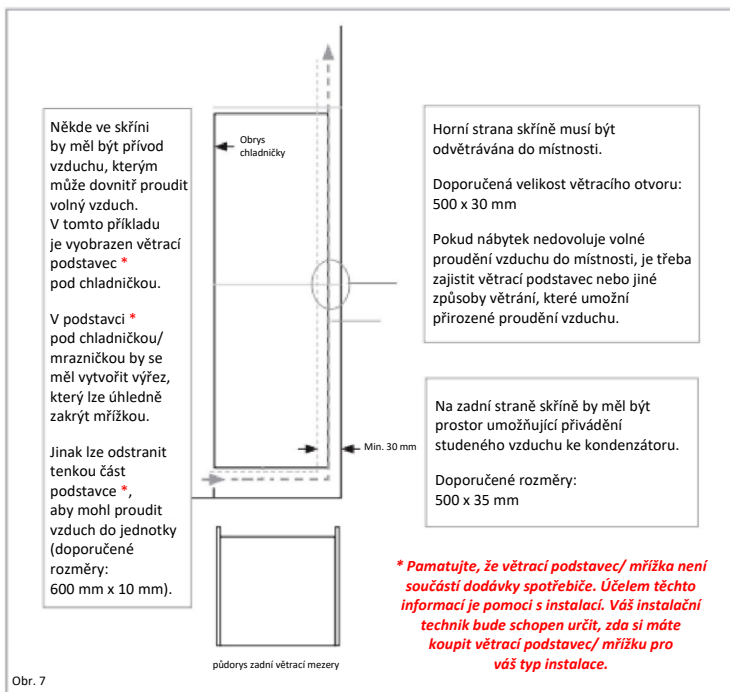 Někde ve skříni
by měl být přívod
vzduchu, kterým
může dovnitř proudit
volný vzduch.
V tomto příkladu
je vyobrazen větrací
podstavec *
pod chladničkou.
V podstavci *
pod chladničkou/
mrazničkou by se
měl vytvořit výřez,
který lze úhledně
zakrýt mřížkou.
Jinak lze odstranit
tenkou část
podstavce *,
aby mohl proudit
vzduch do jednotky
(doporučené
rozměry:
600 mm x 10 mm).
Obrys
chladničky
Min. 30 mm
půdorys zadní větrací mezery
Horní strana skříně musí být
odvětrávána do místnosti.
Doporučená velikost větracího otvoru:
500 x 30 mm
Pokud nábytek nedovoluje volné
proudění vzduchu do místnosti, je třeba
zajistit větrací podstavec nebo jiné
způsoby větrání, které umožní
přirozené proudění vzduchu.
Na zadní straně skříně by měl být
prostor umožňující přivádění
studeného vzduchu ke kondenzátoru.
Doporučené rozměry:
500 x 35 mm
* Pamatujte, že větrací podstavec/ mřížka není
součástí dodávky spotřebiče. Účelem těchto
informací je pomoci s instalací. Váš instalační
technik bude schopen určit, zda si máte
koupit větrací podstavec/ mřížku pro
váš typ instalace.
Obr. 7